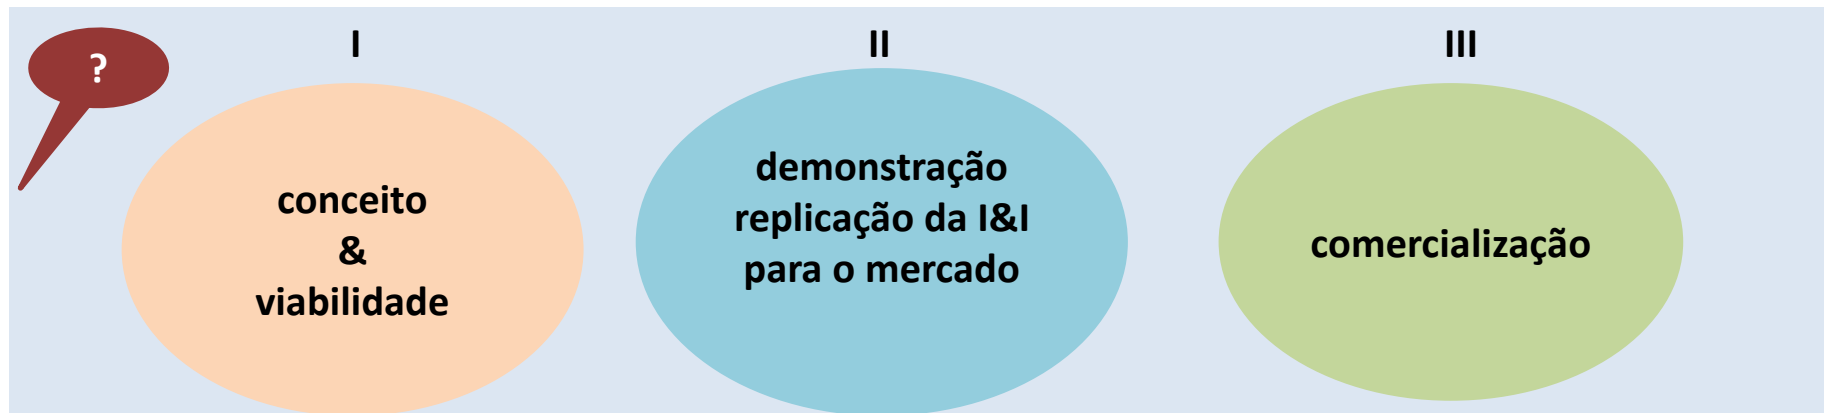 ?
I
II
III
conceito
&
viabilidade
demonstração
replicação da I&I
para o mercado
comercialização